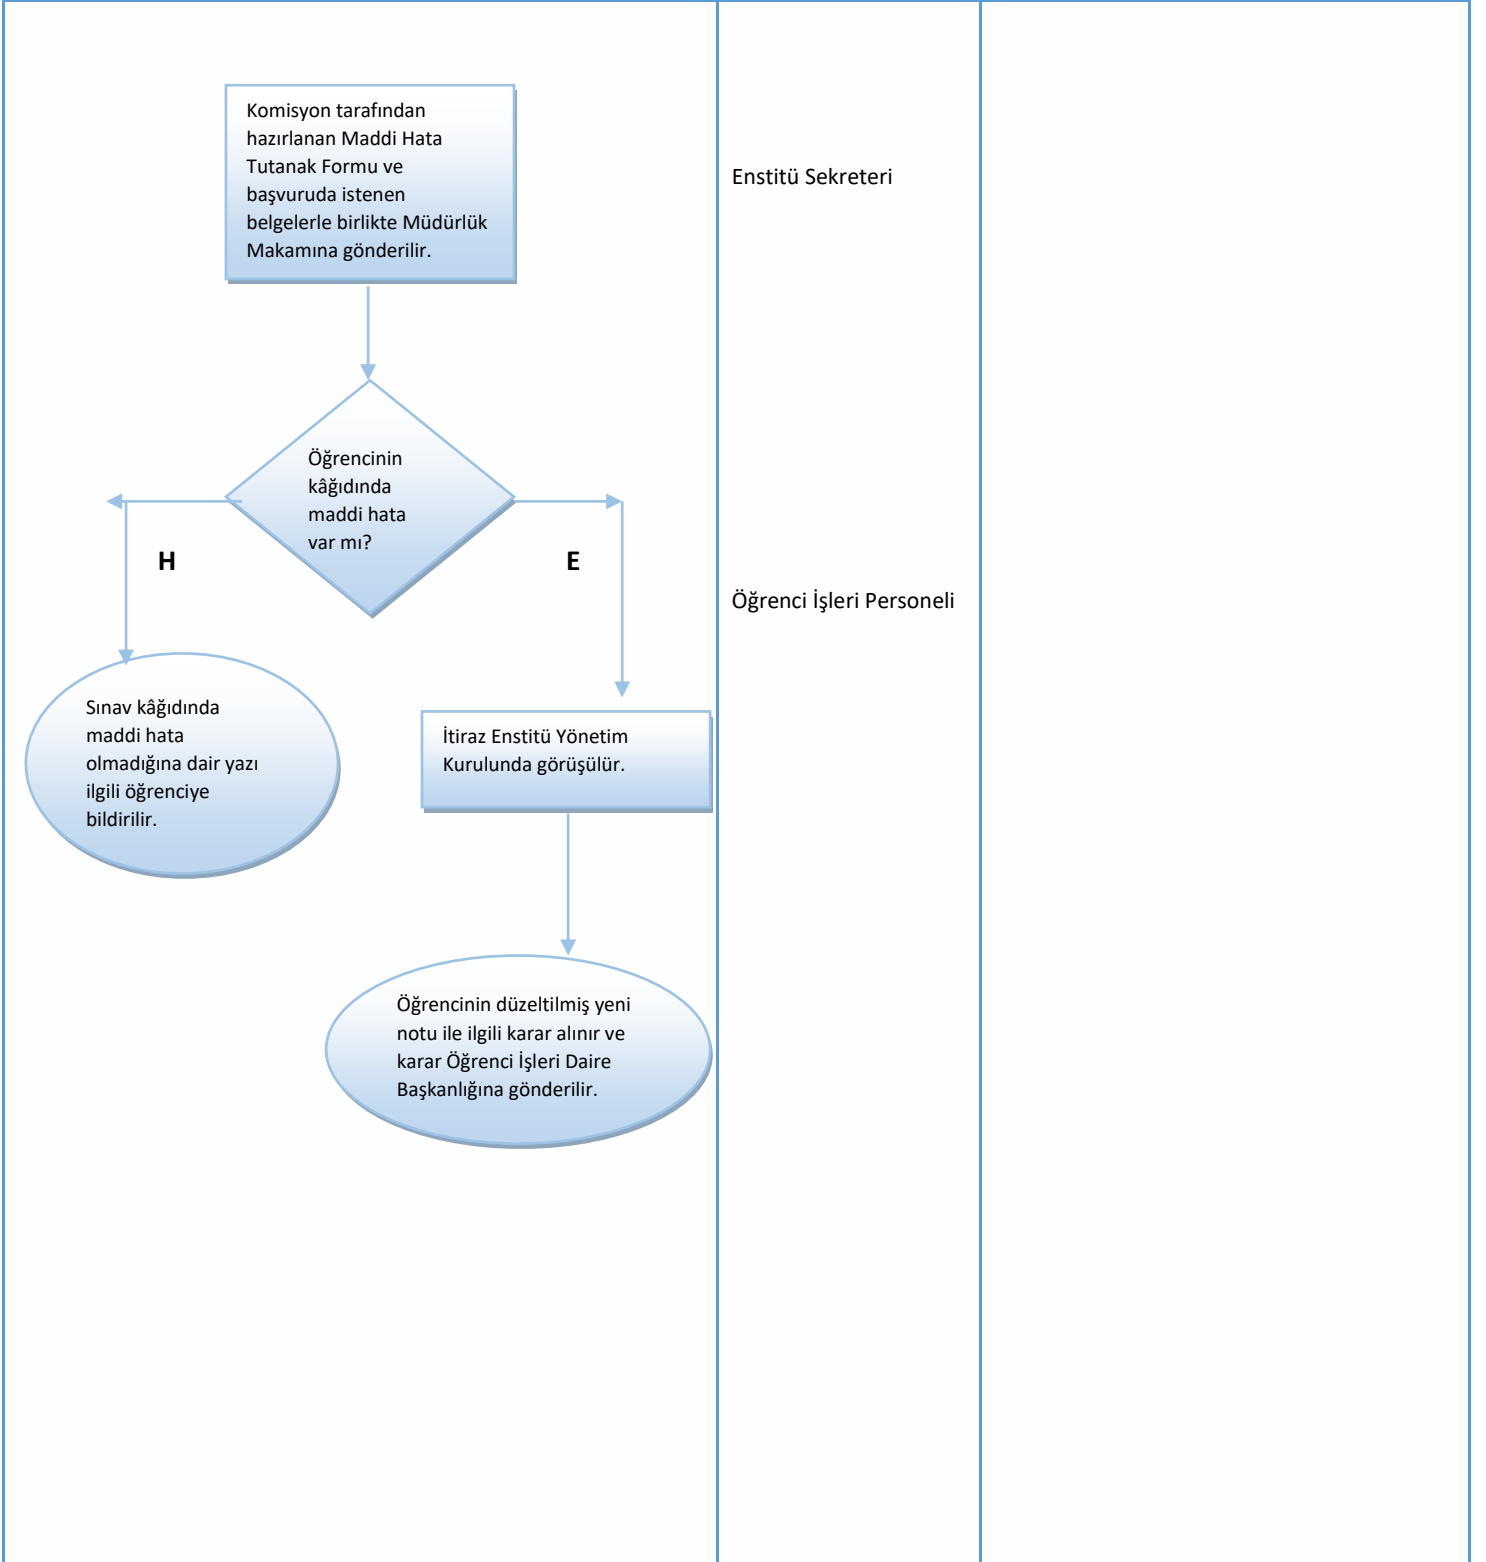 Komisyon tarafından
hazırlanan Maddi Hata
Tutanak Formu ve
başvuruda istenen
belgelerle birlikte Müdürlük
Makamına gönderilir.
Enstitü Sekreteri
Öğrencinin
kâğıdında
maddi hata
var mı?
H
E
Öğrenci İşleri Personeli
Sınav kâğıdında
maddi hata
olmadığına dair yazı
ilgili öğrenciye
bildirilir.
İtiraz Enstitü Yönetim
Kurulunda görüşülür.
Öğrencinin düzeltilmiş yeni
notu ile ilgili karar alınır ve
karar Öğrenci İşleri Daire
Başkanlığına gönderilir.